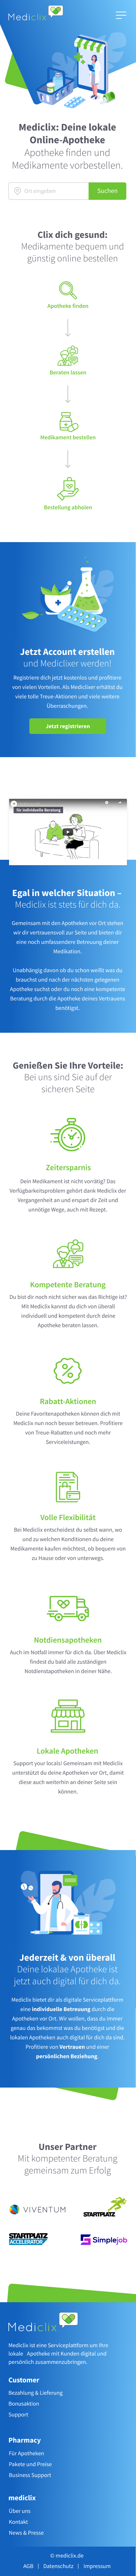 Mediclix
Mediclix: Deine lokale
Online-Apotheke
Apotheke finden und
Medikamente vorbestellen.
Ort eingeben
Suchen
Clix dich gesund:
Medikamente bequem und
günstig online bestellen
Apotheke finden
Beraten lassen
Medikament bestellen
Bestellung abholen
Jetzt Account erstellen
und Mediclixer werden!
Registriere dich jetzt kostenlos und profitiere
von vielen Vorteilen. Als Mediclixer erhältst du
viele tolle Treue-Aktionen und viele weitere
Überraschungen.
Jetzt registrieren
für individuelle Beratung
Egal in welcher Situation –
Mediclix ist stets für dich da.
Gemeinsam mit den Apotheken vor Ort stehen
wir dir vertrauensvoll zur Seite und bieten dir
eine noch umfassendere Betreuung deiner
Medikation.
Unabhängig davon ob du schon weißt was du
brauchst und nach der nächsten gelegenen
Apotheke suchst oder du noch eine kompetente
Beratung durch die Apotheke deines Vertrauens
benötigst.
Genießen Sie Ihre Vorteile:
Bei uns sind Sie auf der
sicheren Seite
Zeitersparnis
Dein Medikament ist nicht vorrätig? Das
Verfügbarkeitsproblem gehört dank Mediclix der
Vergangenheit an und erspart dir Zeit und
unnötige Wege, auch mit Rezept.
Kompetente Beratung
Du bist dir noch nicht sicher was das Richtige ist?
Mit Mediclix kannst du dich von überall
individuell und kompetent durch deine
Apotheke beraten lassen.
Rabatt-Aktionen
Deine Favoritenapotheken können dich mit
Mediclix nun noch besser betreuen. Profitiere
von Treue-Rabatten und noch mehr
Serviceleistungen.
Volle Flexibilität
Bei Mediclix entscheidest du selbst wann, wo
und zu welchen Konditionen du deine
Medikamente kaufen möchtest, ob bequem von
zu Hause oder von unterwegs.
Notdiensapotheken
Auch im Notfall immer für dich da. Über Mediclix
findest du bald alle zuständigen
Notdienstapotheken in deiner Nähe.
Lokale Apotheken
Support your locals! Gemeinsam mit Mediclix
unterstützt du deine Apotheken vor Ort, damit
diese auch weiterhin an deiner Seite sein
können.
Jederzeit & von überall
Deine lokalae Apotheke ist
jetzt auch digital für dich da.
Mediclix bietet dir als digitale Serviceplattform
eine individuelle Betreuung durch die
Apotheken vor Ort. Wir wollen, dass du immer
genau das bekommst was du benötigst und die
lokalen Apotheken auch digital für dich da sind.
Profitiere von Vertrauen und einer
persönlichen Beziehung.
Unser Partner
Mit kompetenter Beratung
gemeinsam zum Erfolg
VIVENTUM
STARTPLATZ
STARTPLATZ
ACCELERATOR
Simplejob
Mediclix
Mediclix ist eine Serviceplattform um Ihre
lokale Apotheke mit Kunden digital und
persönlich zusammenzubringen.
Customer
Bezahlung & Lieferung
Bonusaktion
Support
Pharmacy
Für Apotheken
Pakete und Preise
Business Support
mediclix
Über uns
Kontakt
News & Presse
© mediclix.de
AGB | Datenschutz | Impressum